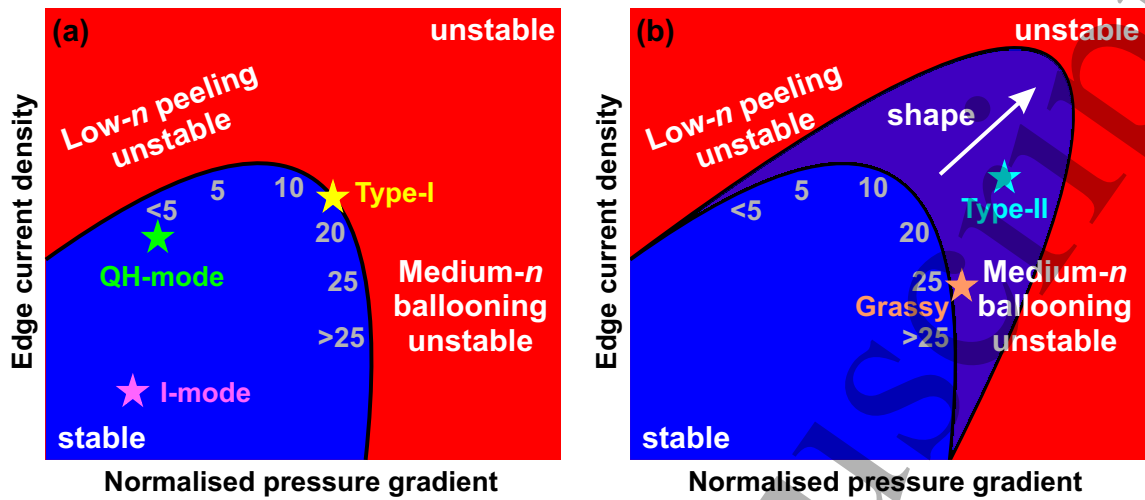 (a)
unstable
Low-n peeling
unstable
<5
5
10
20
25
>25
Type-I
QH-mode
Medium-n
ballooning
unstable
I-mode
stable
Edge current density
Normalised pressure gradient
(b)
unstable
Low-n peeling
unstable
shape
<5
5
10
20
25
>25
Type-II
Grassy
Medium-n
ballooning
unstable
stable
Edge current density
Normalised pressure gradient